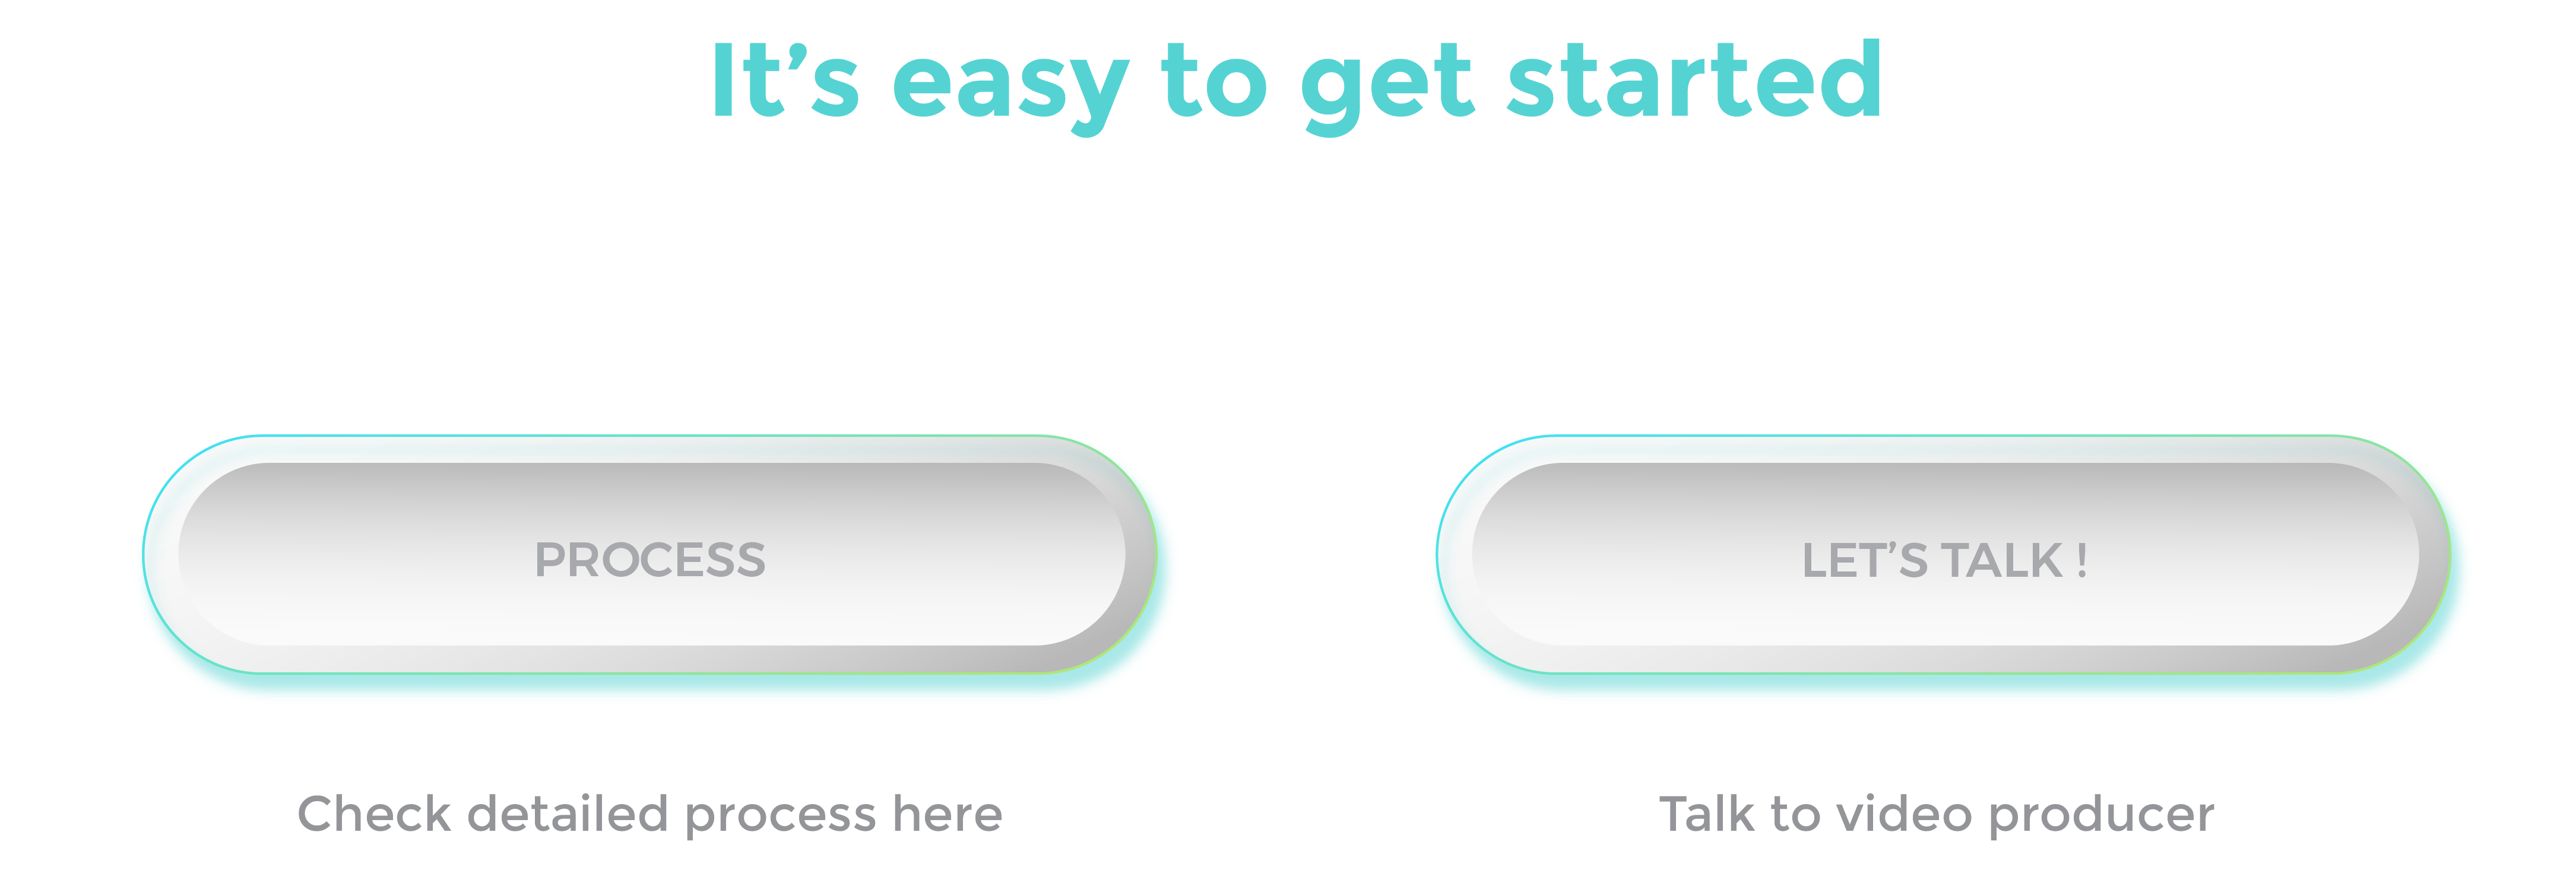 It’s easy to get started
PROCESS
LET’S TALK !
Check detailed process here
Talk to video producer